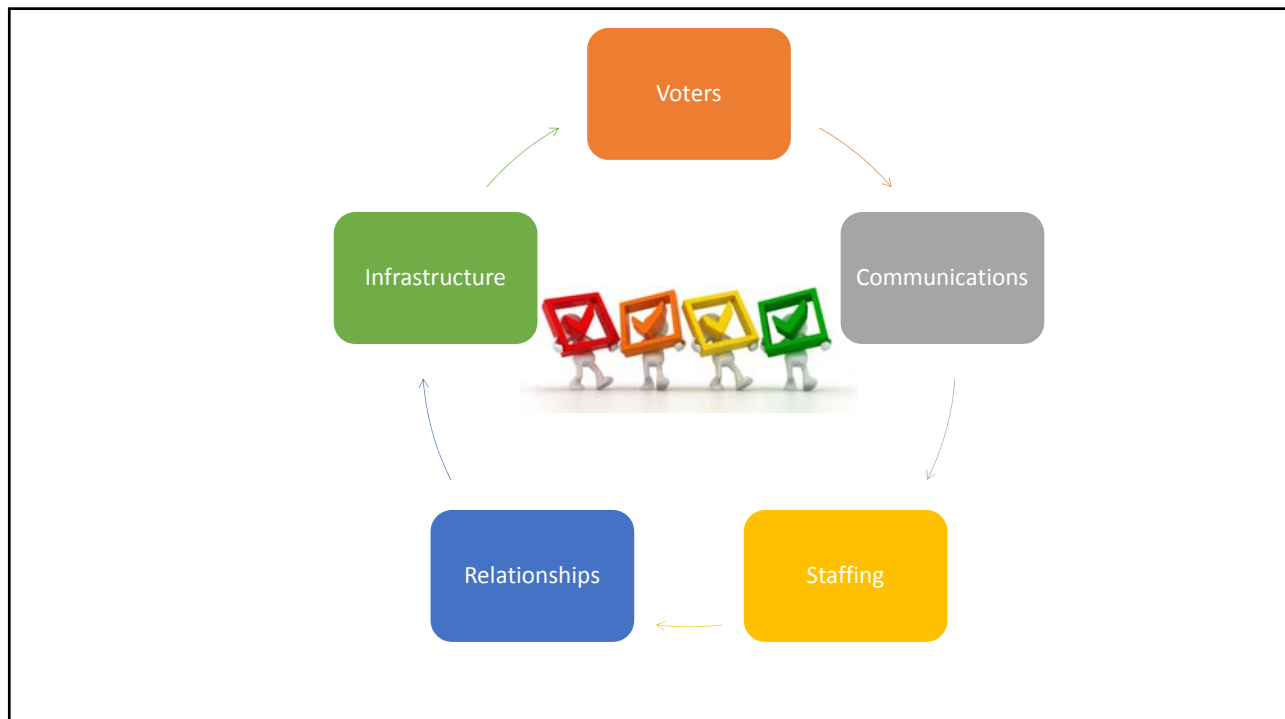 Voters
Communications
Staffing
Relationships
Infrastructure